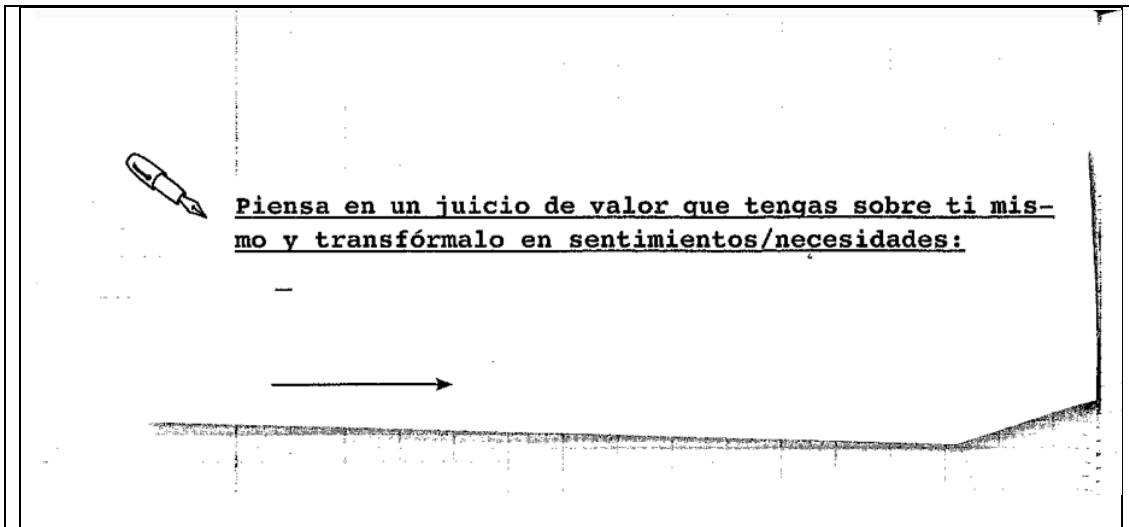 Piensa en un juicio de valor que tengas sobre ti mis-
mo y transfórmalo en sentimientos/necesidades:
–